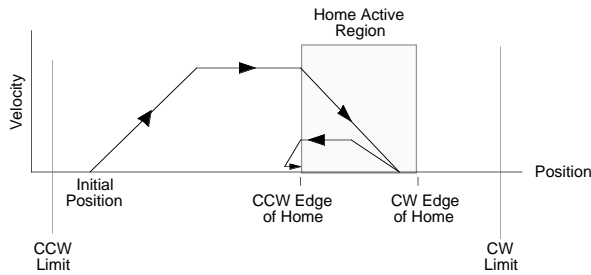 Home Active
Region
Velocity
Position
Initial
Position
CCW Edge
of Home
CW Edge
of Home
CCW
Limit
CW
Limit